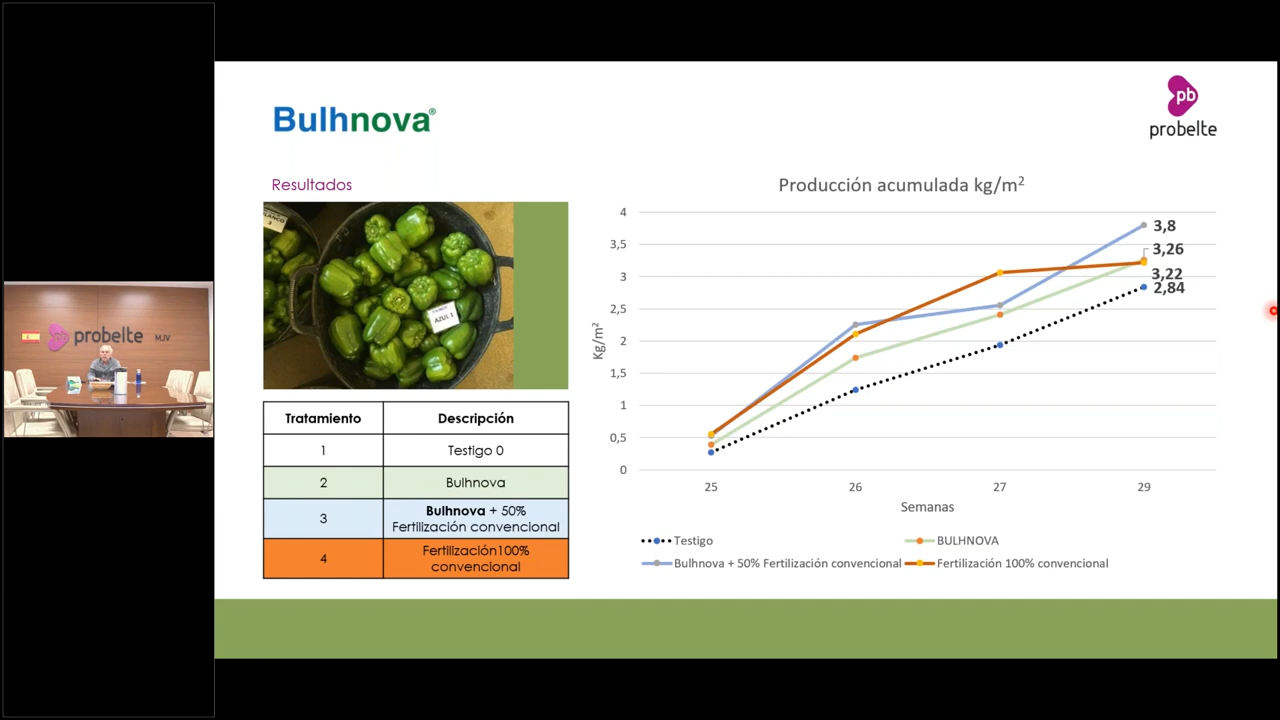 Bulhnova®
pb
probelte
Resultados
BLANCO
3
AZUL 1
Tratamiento Descripción
1 Testigo 0
2 Bulhnova
3 Bulhnova + 50%
Fertilización convencional
4 Fertilización100%
convencional
Producción acumulada kg/m²
Kg/m²
4
3,5
3
2,5
2
1,5
1
0,5
0
3,8
3,26
3,22
2,84
25 26 27 29
Semanas
Testigo BULHNOVA
Bulhnova + 50% Fertilización convencional Fertilización 100% convencional
probelte MJV